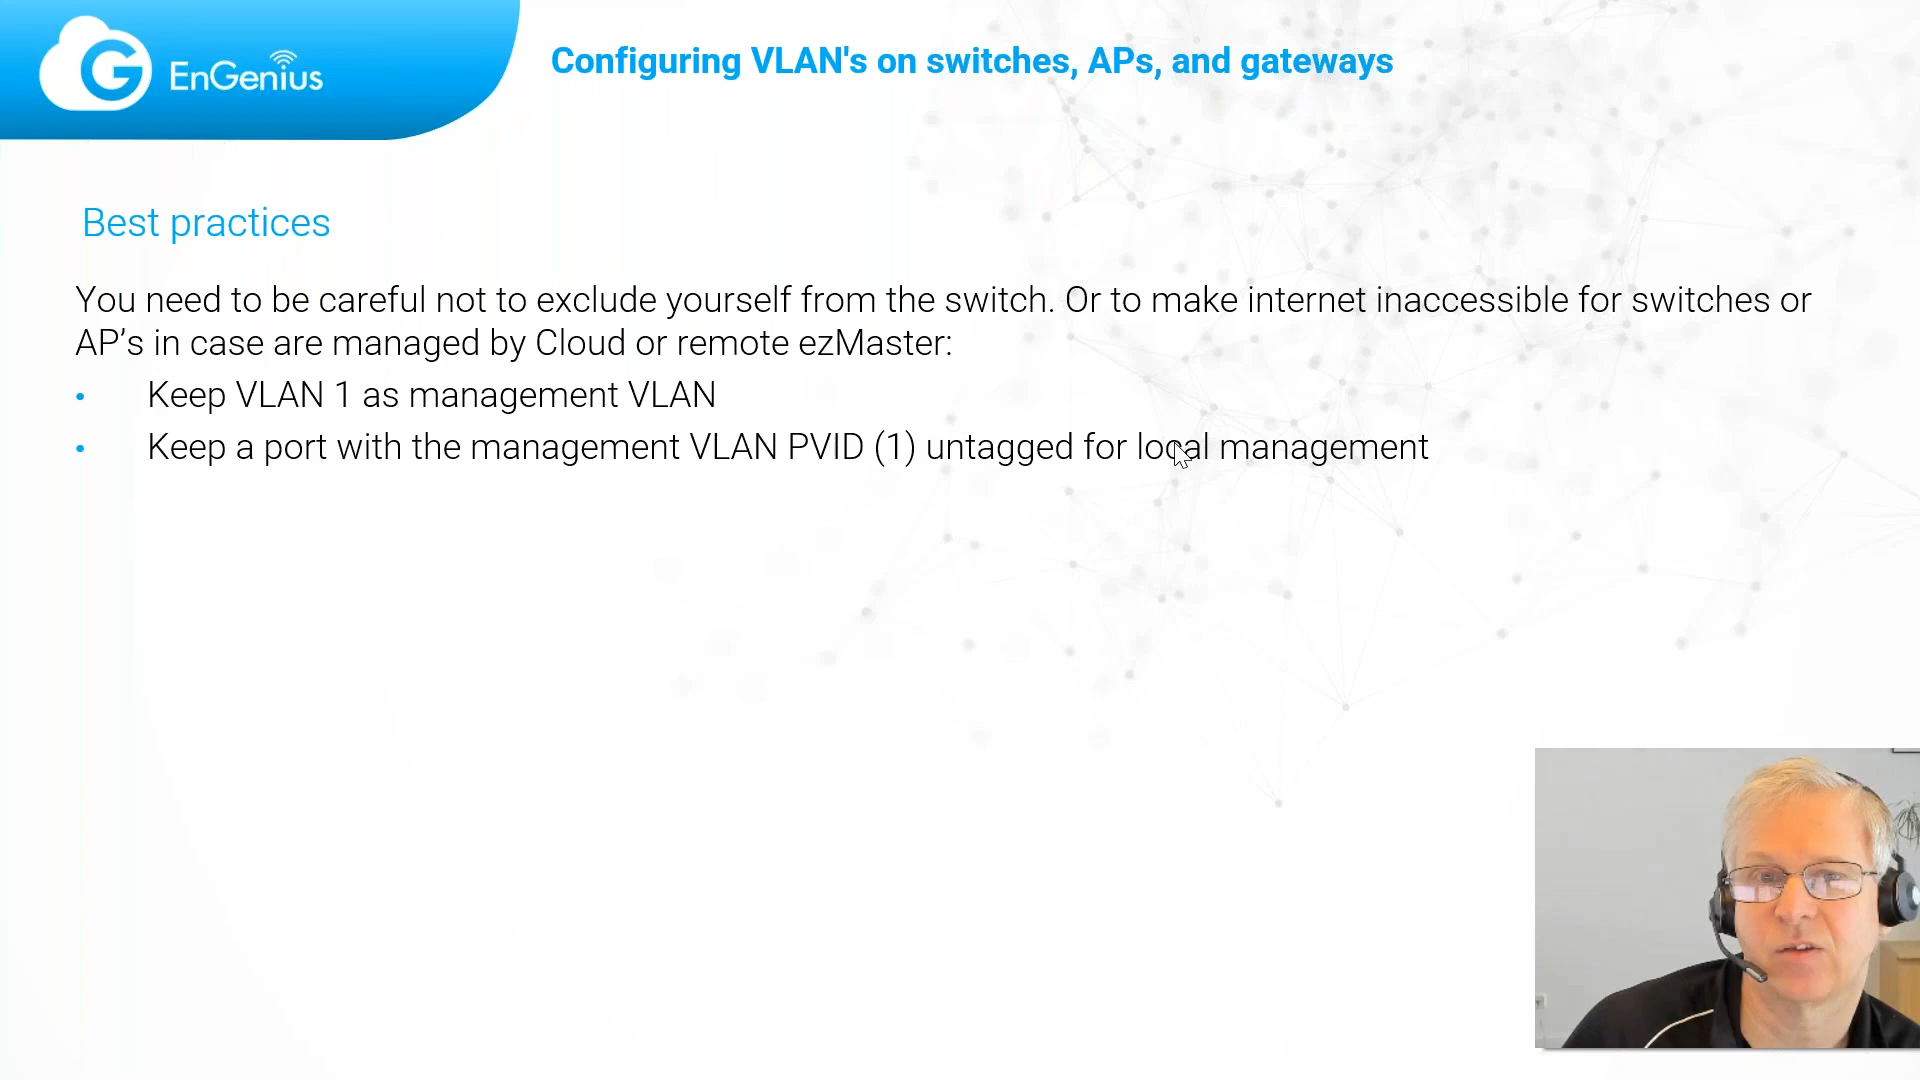 EnGenius
Configuring VLAN's on switches, APs, and gateways
Best practices
You need to be careful not to exclude yourself from the switch. Or to make internet inaccessible for switches or
AP’s in case are managed by Cloud or remote ezMaster:
• Keep VLAN 1 as management VLAN
• Keep a port with the management VLAN PVID (1) untagged for local management